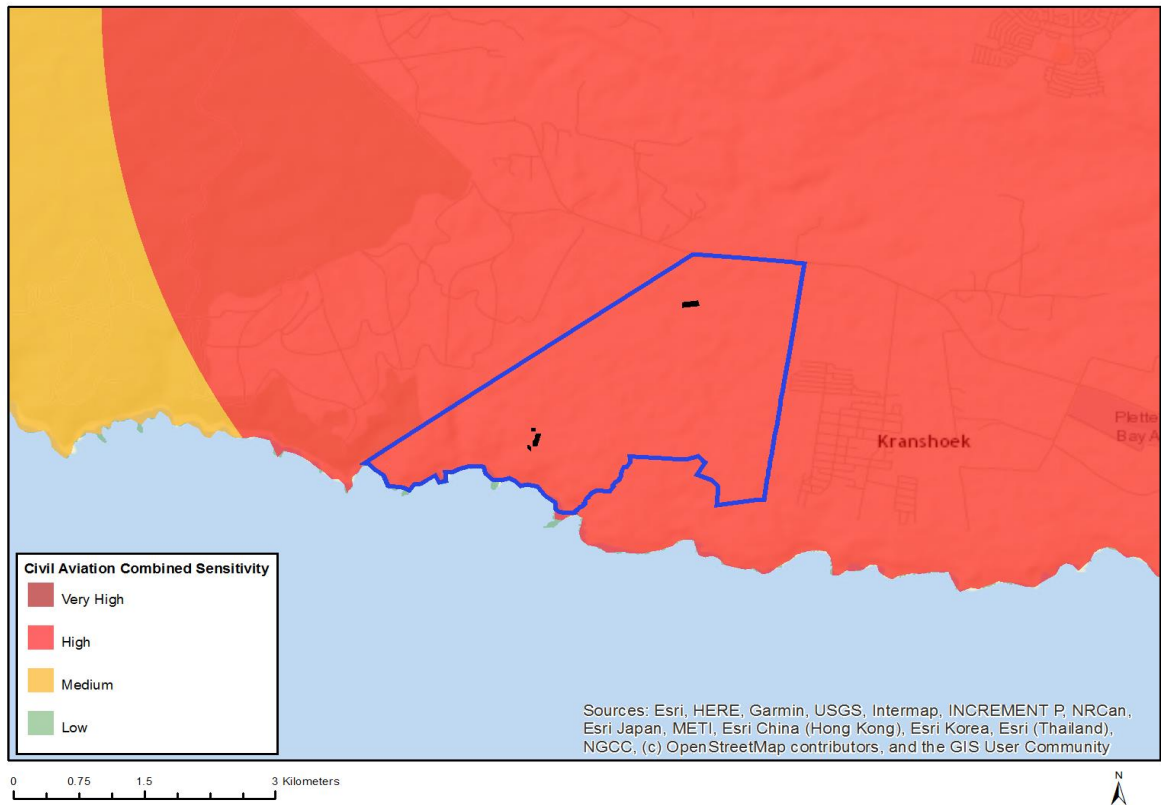 Plette
Bay A
Kranshoek
Civil Aviation Combined Sensitivity
Very High
High
Medium
Low
Sources: Esri, HERE, Garmin, USGS, Intermap, INCREMENT P, NRCan,
Esri Japan, METI, Esri China (Hong Kong), Esri Korea, Esri (Thailand),
NGCC, (c) OpenStreetMap contributors, and the GIS User Community
0 0.75 1.5 3 Kilometers
N